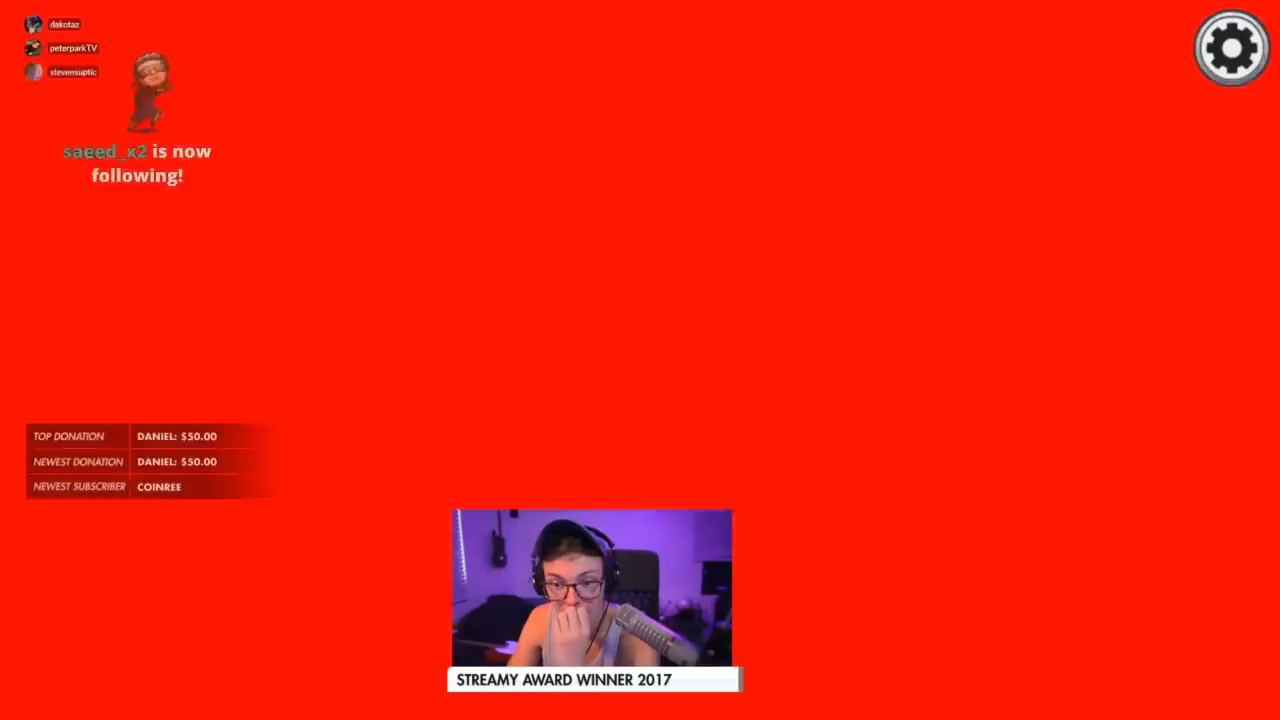 dakotaz
peterparkTV
stevensuptic
saeed_x2 is now
following!
TOP DONATION DANIEL: $50.00
NEWEST DONATION DANIEL: $50.00
NEWEST SUBSCRIBER COINREE
STREAMY AWARD WINNER 2017